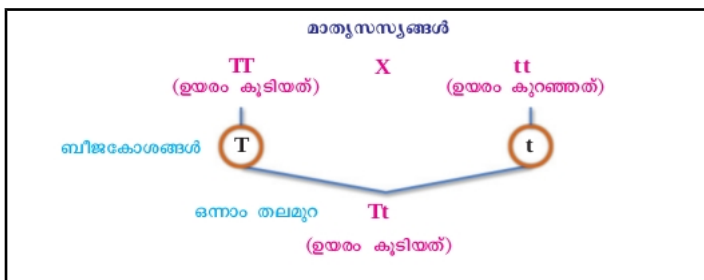 മാതൃസസ്യങ്ങൾ
TT X tt
(ഉയരം കൂടിയത്) (ഉയരം കുറഞ്ഞത്)
ബീജകോശങ്ങൾ T t
ഒന്നാം തലമുറ Tt
(ഉയരം കൂടിയത്)